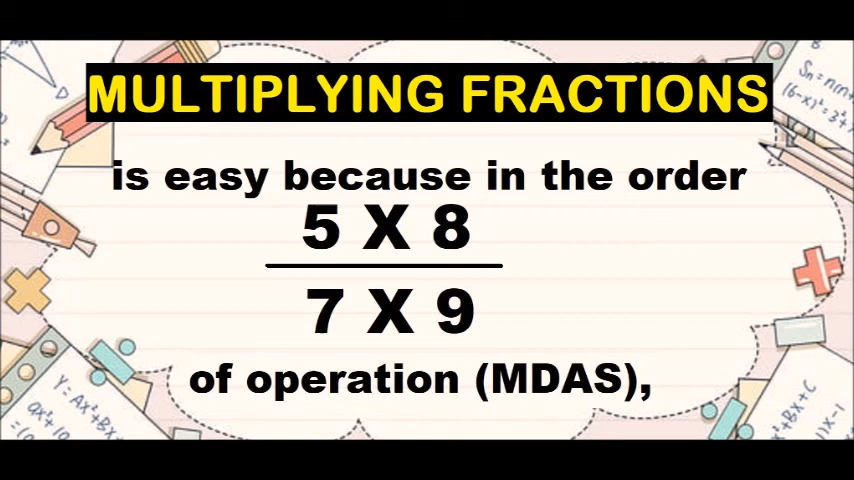 MULTIPLYING FRACTIONS
is easy because in the order
5 X 8
7 X 9
of operation (MDAS),